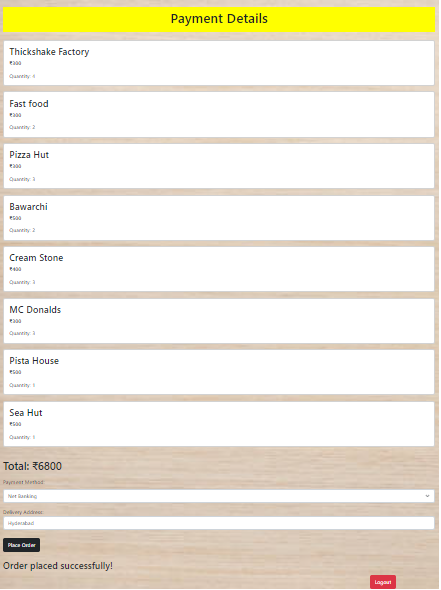 Payment Details
Thickshake Factory
₹300
Quantity: 4
Fast food
₹300
Quantity: 2
Pizza Hut
₹300
Quantity: 3
Bawarchi
₹500
Quantity: 2
Cream Stone
₹400
Quantity: 3
MC Donalds
₹300
Quantity: 3
Pista House
₹500
Quantity: 1
Sea Hut
₹500
Quantity: 1
Total: ₹6800
Payment Method:
Net Banking
Delivery Address:
Hyderabad
Place Order
Order placed successfully!
Logout